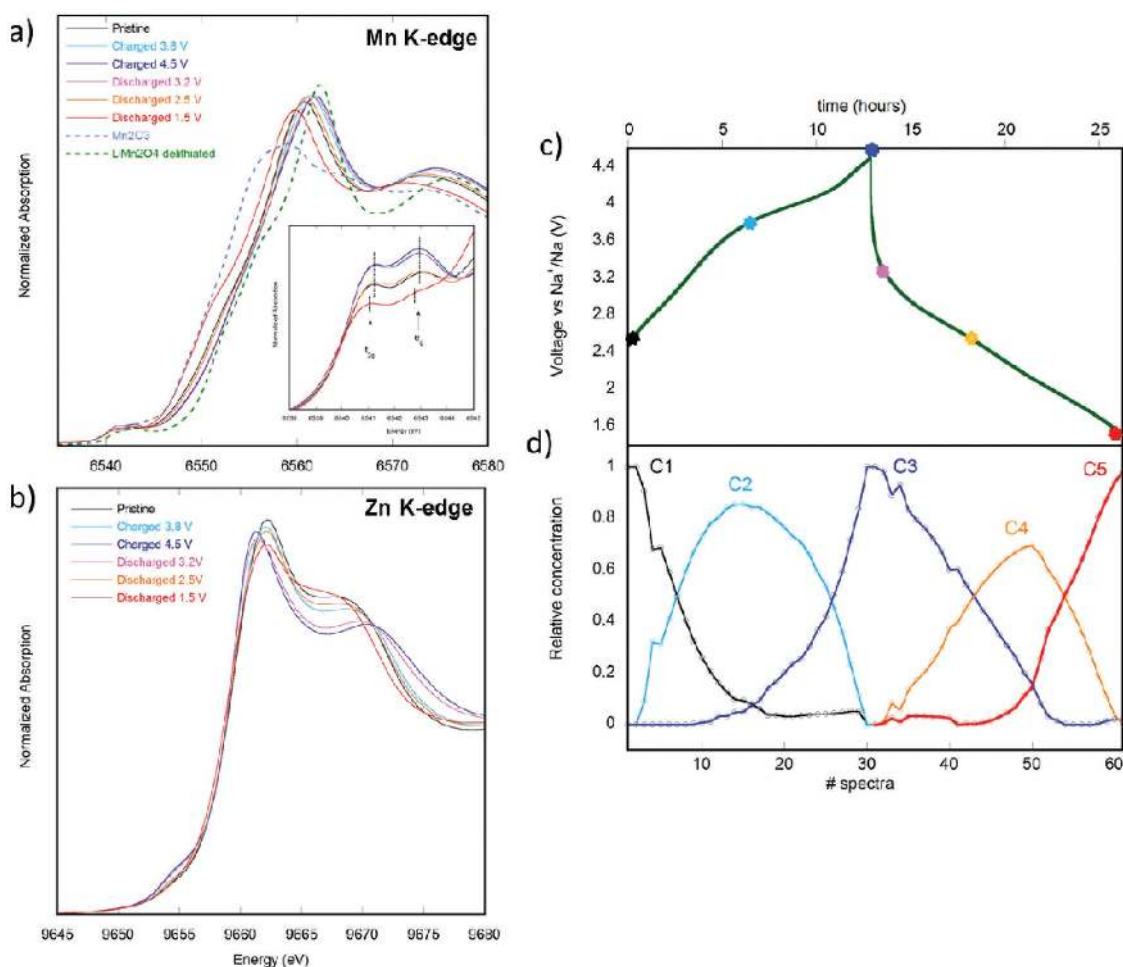 a)
Mn K-edge
Pristine
Charged 3.8 V
Charged 4.5 V
Discharged 3.2 V
Discharged 2.5 V
Discharged 1.5 V
Mn2O3
LiMn2O4 delithiated
Normalized Absorption
Normalized Absorption
t2g
eg
6540 6550 6560 6570 6580
b)
Zn K-edge
Pristine
Charged 3.8 V
Charged 4.5 V
Discharged 3.2V
Discharged 2.5V
Discharged 1.5 V
Normalized Absorption
9645 9650 9655 9660 9665 9670 9675 9680
Energy (eV)
time (hours)
0 5 10 15 20 25
c)
4.4
4
3.6
3.2
2.4
2
1.6
Voltage vs Na+/Na (V)
d)
C1
C2
C3
C4
C5
1
0.8
0.6
0.4
0.2
0
Relative concentration
10 20 30 40 50 60
# spectra